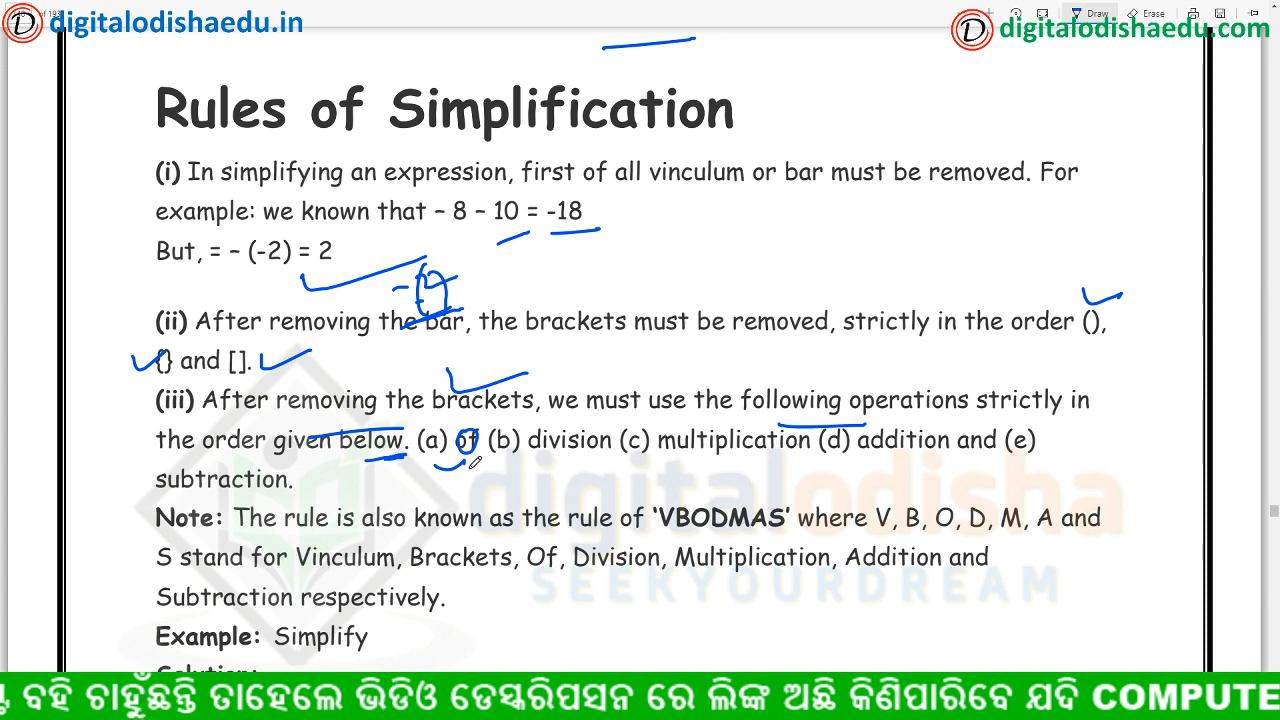 of 193
Draw
Erase
digitalodishaedu.in
digitalodishaedu.com
Rules of Simplification
(i) In simplifying an expression, first of all vinculum or bar must be removed. For
example: we known that – 8 – 10 = -18
But, = – (-2) = 2
(ii) After removing the bar, the brackets must be removed, strictly in the order (),
{} and [].
(iii) After removing the brackets, we must use the following operations strictly in
the order given below. (a) of (b) division (c) multiplication (d) addition and (e)
subtraction.
Note: The rule is also known as the rule of ‘VBODMAS’ where V, B, O, D, M, A and
S stand for Vinculum, Brackets, Of, Division, Multiplication, Addition and
Subtraction respectively.
Example: Simplify
Solution:
digitalodisha
SEEKYOURDREAM
ବହି ଚାହୁଁଛନ୍ତି ତାହେଲେ ଭିଡିଓ ଡେସ୍କରିପସନ ରେ ଲିଙ୍କ ଅଛି କିଣିପାରିବେ ଯଦି COMPUTE